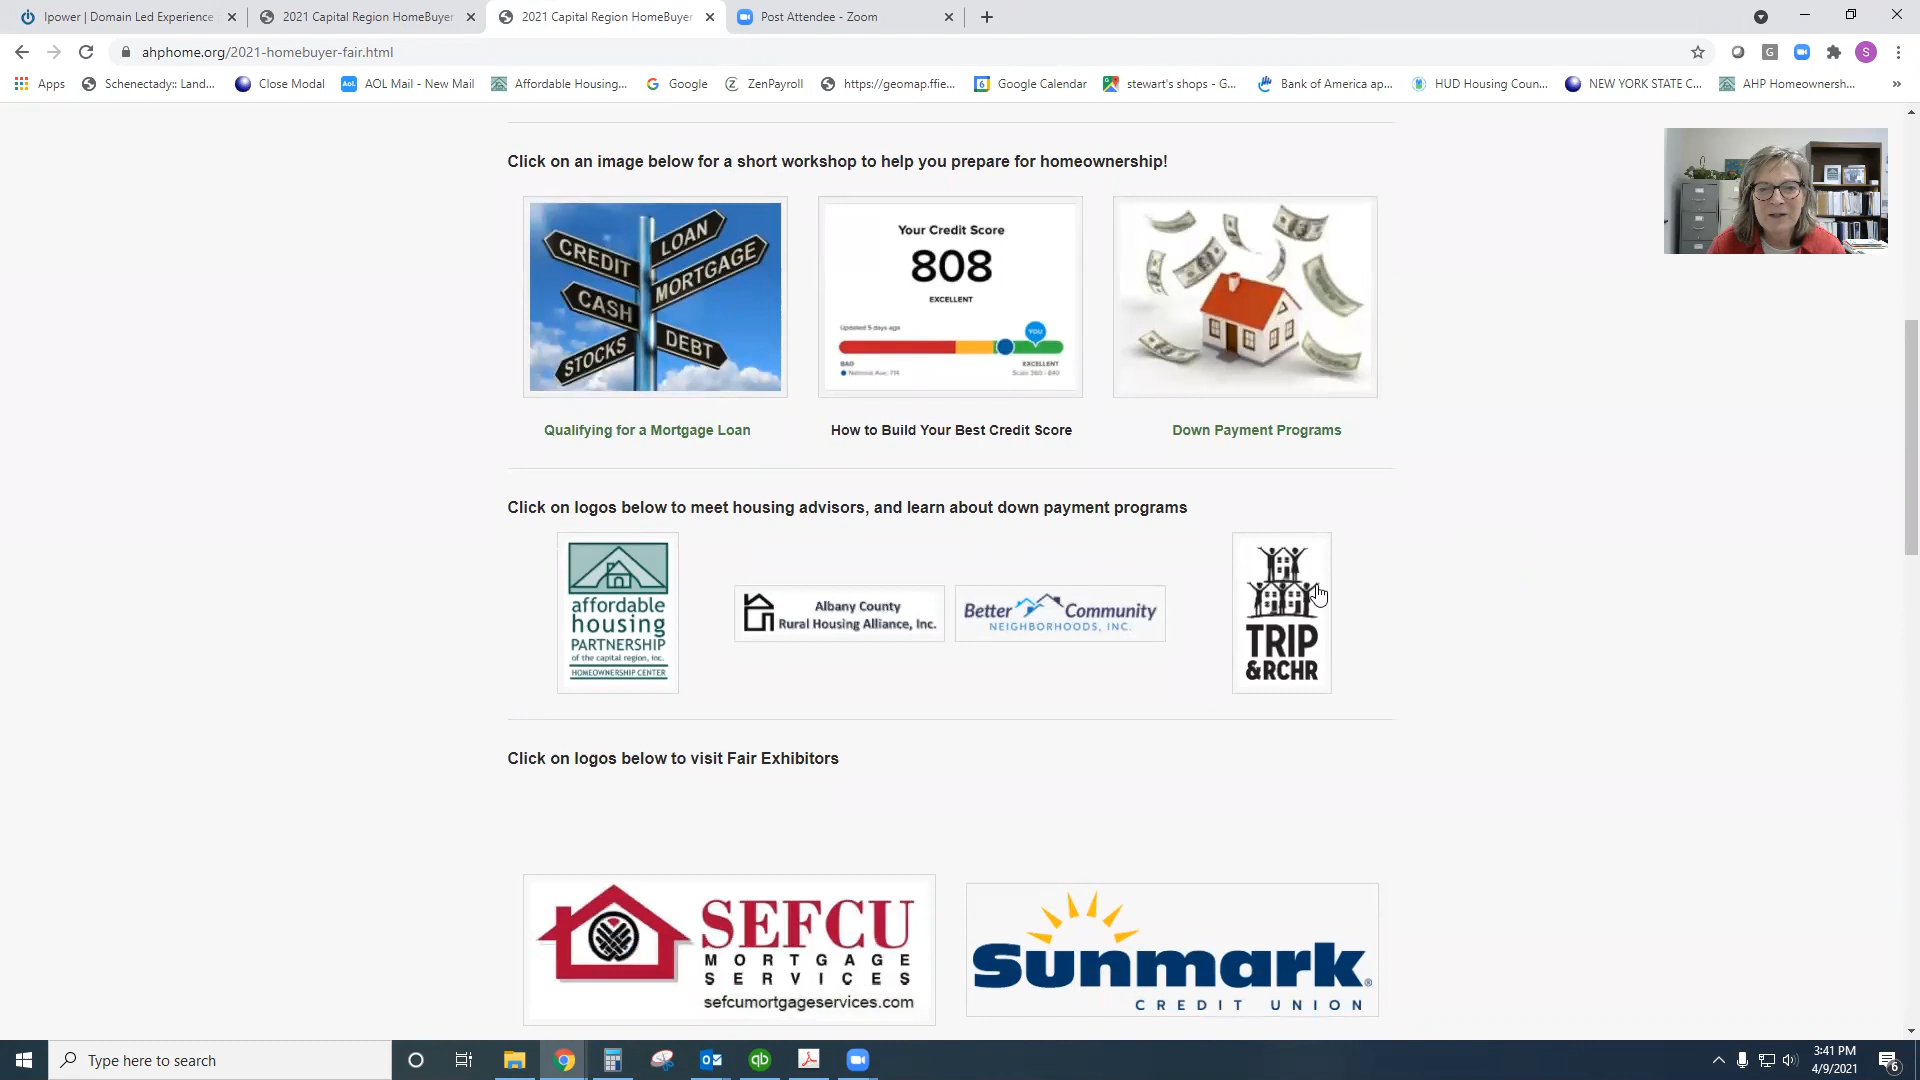 Ipower | Domain Led Experience
2021 Capital Region HomeBuyer
2021 Capital Region HomeBuyer
Post Attendee - Zoom
ahphome.org/2021-homebuyer-fair.html
G
S
Apps
Schenectady:: Land...
Close Modal
Aol.
AOL Mail - New Mail
Affordable Housing...
Google
ZenPayroll
https://geomap.ffie...
Google Calendar
stewart's shops - G...
Bank of America ap...
HUD Housing Coun...
NEW YORK STATE C...
AHP Homeownersh...
Click on an image below for a short workshop to help you prepare for homeownership!
CREDIT
LOAN
MORTGAGE
CASH
STOCKS
DEBT
Your Credit Score
808
EXCELLENT
Updated 5 days ago
YOU
BAD
EXCELLENT
Qualifying for a Mortgage Loan
How to Build Your Best Credit Score
Down Payment Programs
Click on logos below to meet housing advisors, and learn about down payment programs
affordable
housing
PARTNERSHIP
of the capital region, inc.
HOMEOWNERSHIP CENTER
Albany County
Rural Housing Alliance, Inc.
Better Community
NEIGHBORHOODS, INC.
TRIP
&RCHR
Click on logos below to visit Fair Exhibitors
SEFCU
MORTGAGE
SERVICES
sefcumortgageservices.com
Sunmark®
CREDIT UNION
Type here to search
3:41 PM
4/9/2021
6